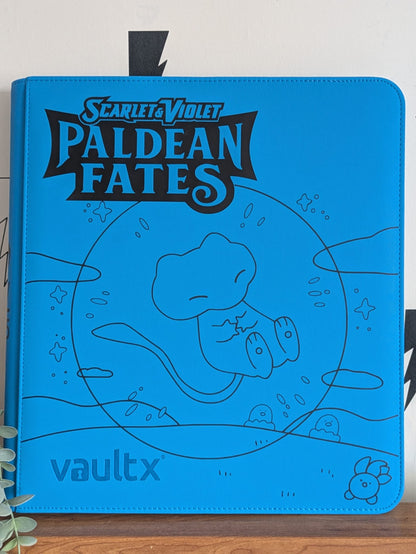 SCARLET & VIOLET
PALDEAN
FATES
vaultx®